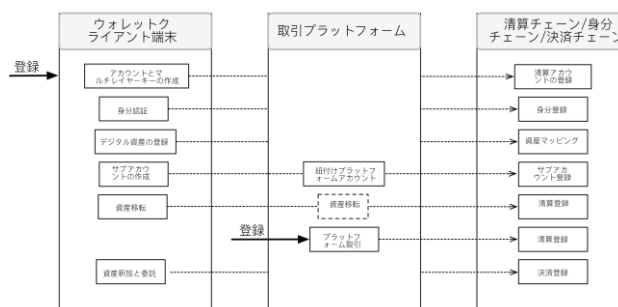 ウォレットク
ライアント端末
取引プラットフォーム
清算チェーン/身分
チェーン/決済チェーン
登録
アカウントとマ
ルチレイヤーキーの作成
清算アカウ
ントの登録
身分認証
身分登録
デジタル資産の登録
資産マッピング
サブアカウ
ントの作成
紐付けプラットフ
ォームアカウント
サブアカ
ウント登録
資産移転
資産移転
清算登録
登録
プラットフ
ォーム取引
清算登録
資産釈放と委託
決済登録